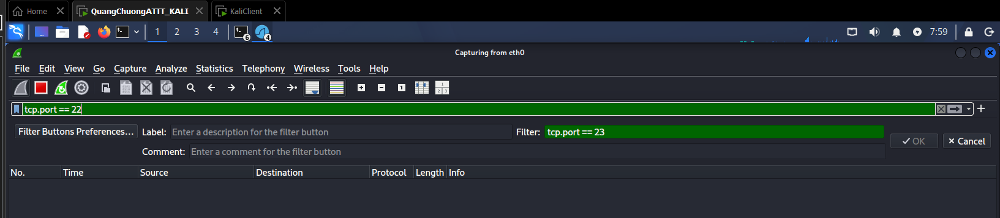 Home QuangChuongATTT_KALI KaliClient
1 2 3 4 6 4 7:59
Capturing from eth0
File Edit View Go Capture Analyze Statistics Telephony Wireless Tools Help
tcp.port == 22
Filter Buttons Preferences... Label: Enter a description for the filter button Filter: tcp.port == 23 OK Cancel
Comment: Enter a comment for the filter button
No. Time Source Destination Protocol Length Info